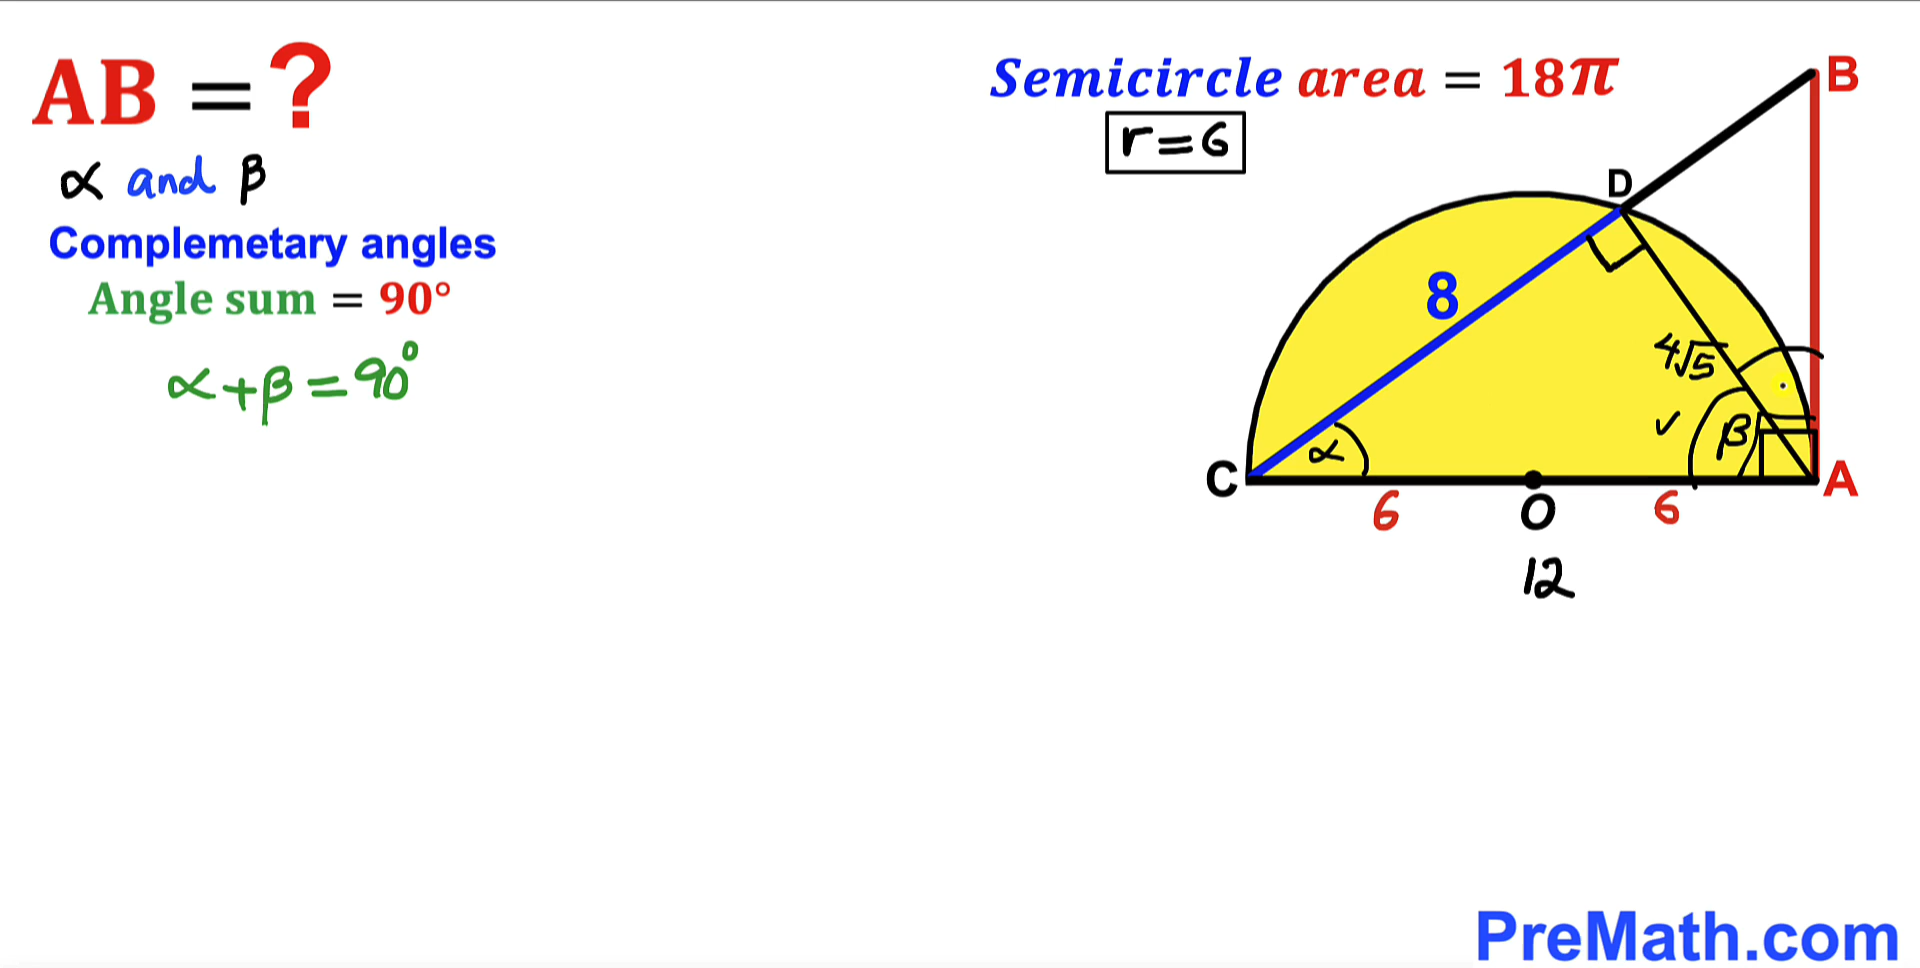 AB = ?
α and β
Complemetary angles
Angle sum = 90°
α + β = 90°
Semicircle area = 18π
r = 6
B
D
8
4√5
✓
β
α
C
A
6
O
6
12
PreMath.com